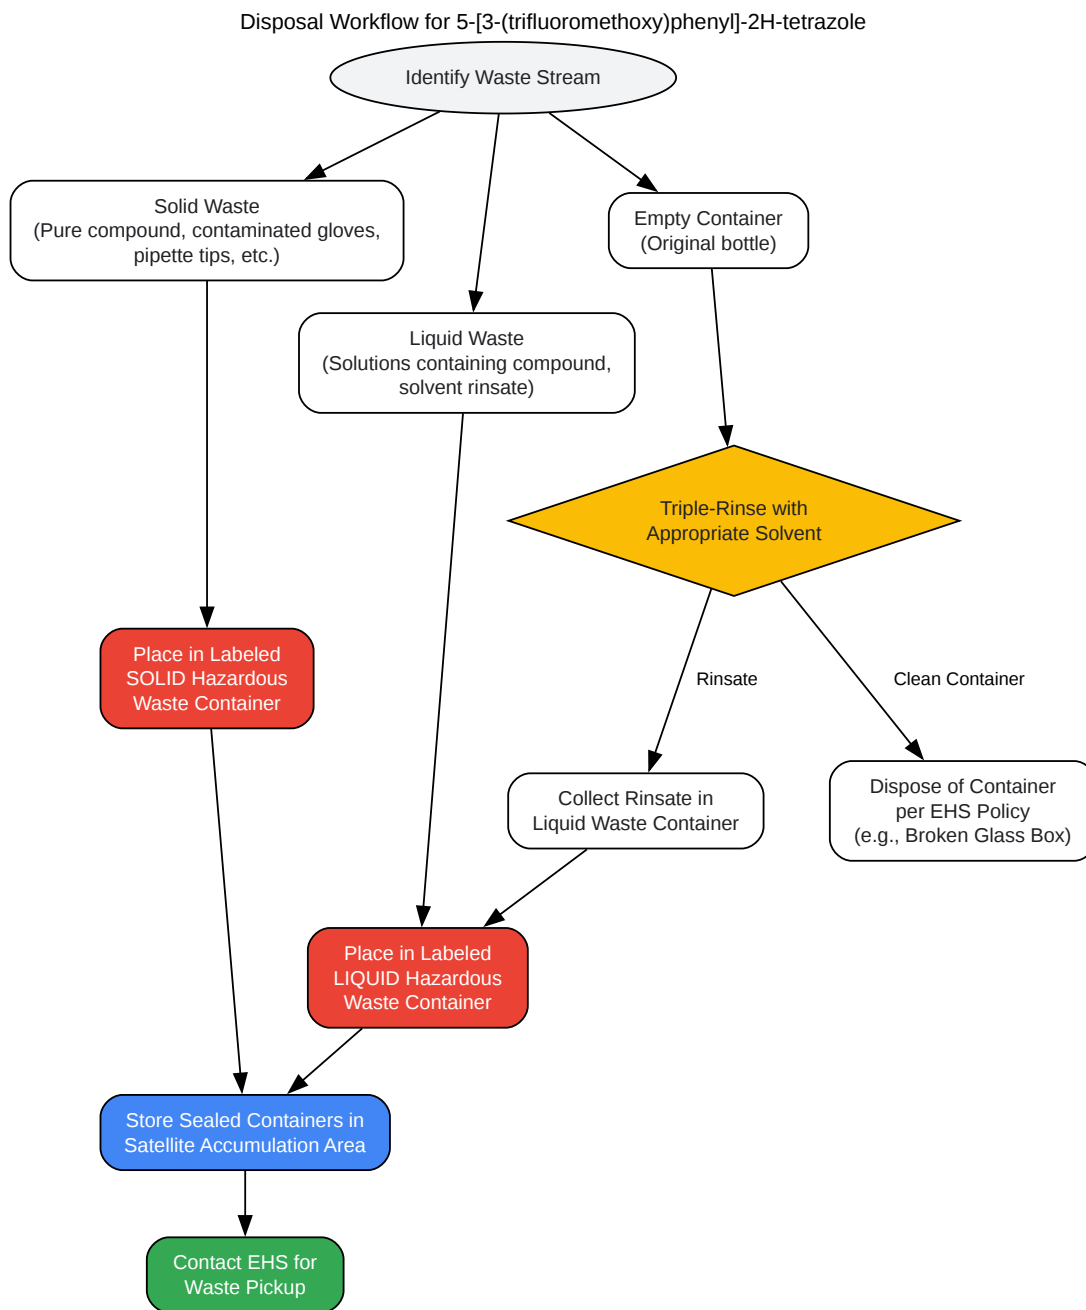 Disposal Workflow for 5-[3-(trifluoromethoxy)phenyl]-2H-tetrazole
Identify Waste Stream
Solid Waste
(Pure compound, contaminated gloves,
pipette tips, etc.)
Empty Container
(Original bottle)
Liquid Waste
(Solutions containing compound,
solvent rinsate)
Triple-Rinse with
Appropriate Solvent
Place in Labeled
SOLID Hazardous
Waste Container
Rinsate
Clean Container
Collect Rinsate in
Liquid Waste Container
Dispose of Container
per EHS Policy
(e.g., Broken Glass Box)
Place in Labeled
LIQUID Hazardous
Waste Container
Store Sealed Containers in
Satellite Accumulation Area
Contact EHS for
Waste Pickup